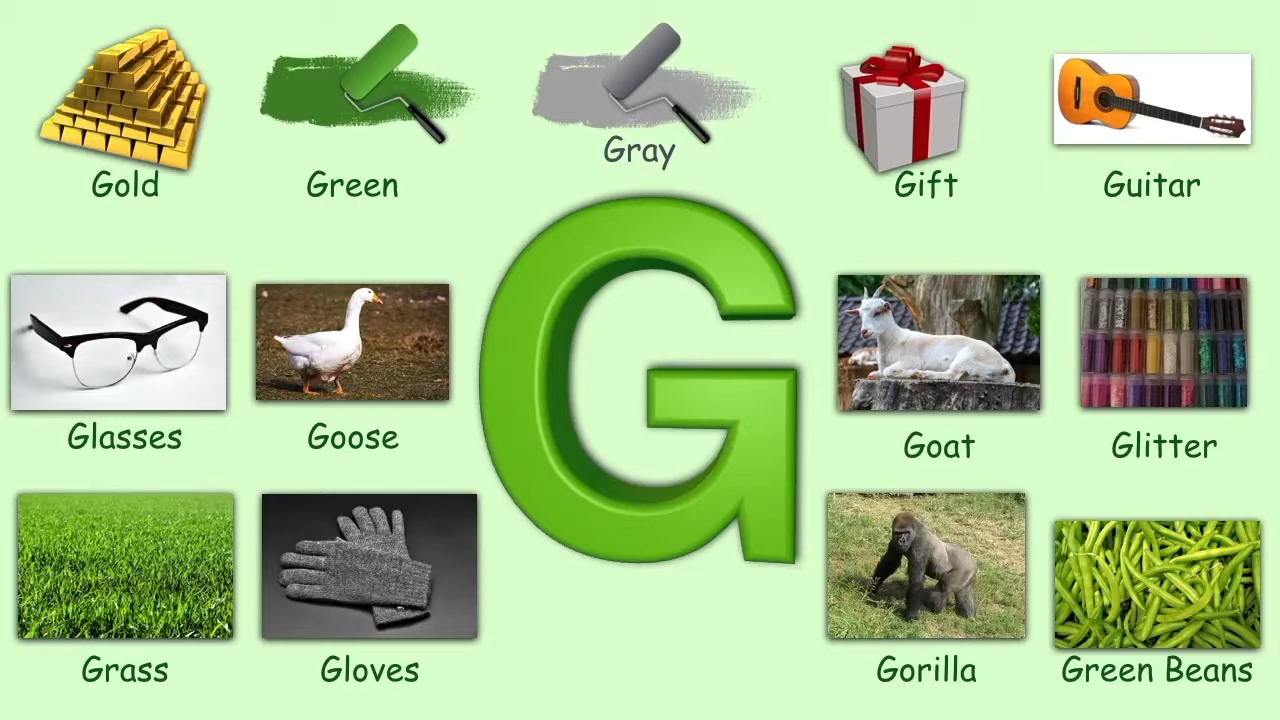 Gold
Green
Gray
Gift
Guitar
Glasses
Goose
G
Goat
Glitter
Grass
Gloves
Gorilla
Green Beans